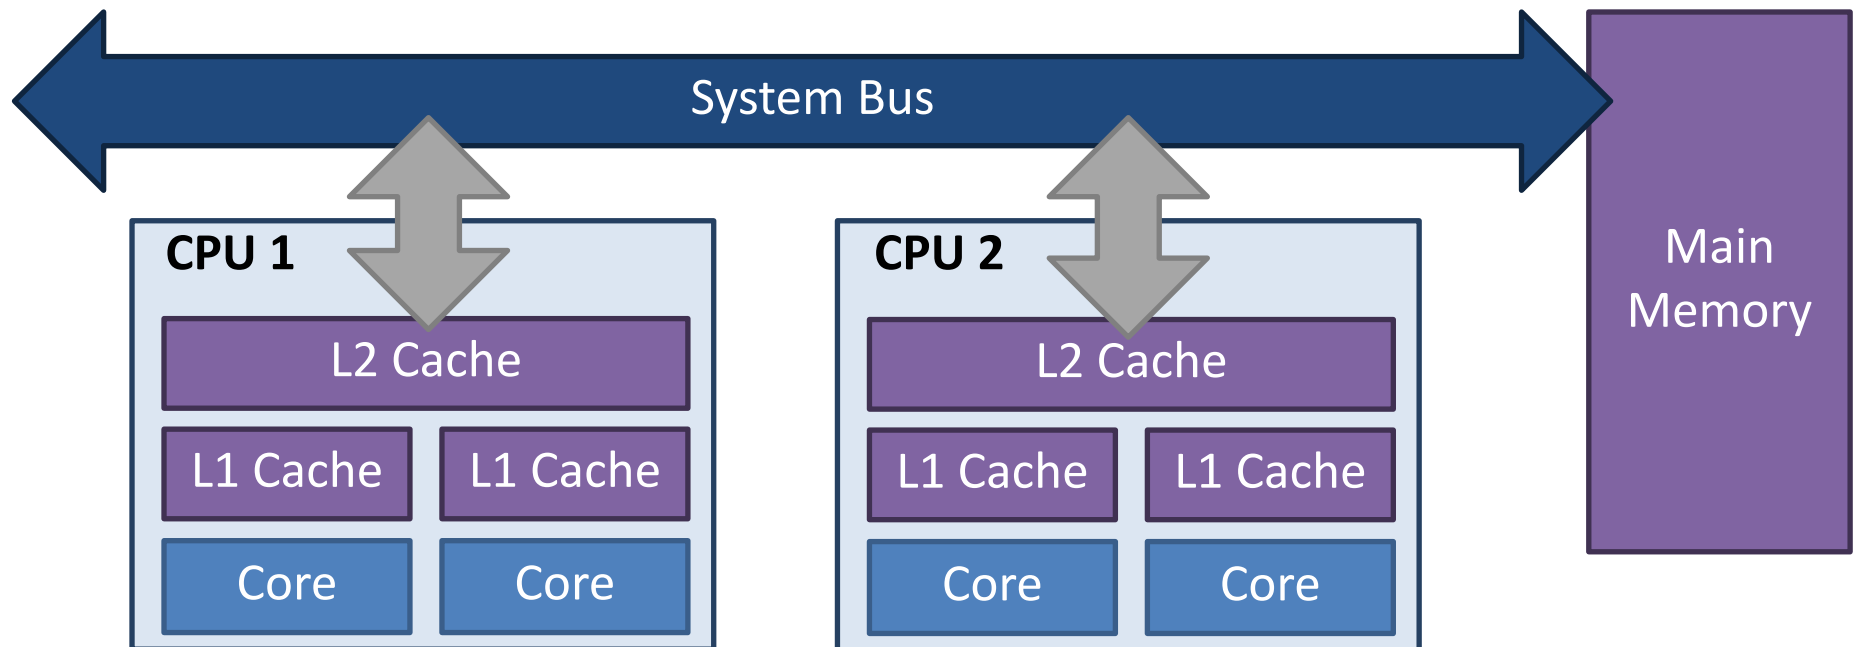 System Bus
CPU 1
CPU 2
Main
Memory
L2 Cache
L2 Cache
L1 Cache
L1 Cache
L1 Cache
L1 Cache
Core
Core
Core
Core